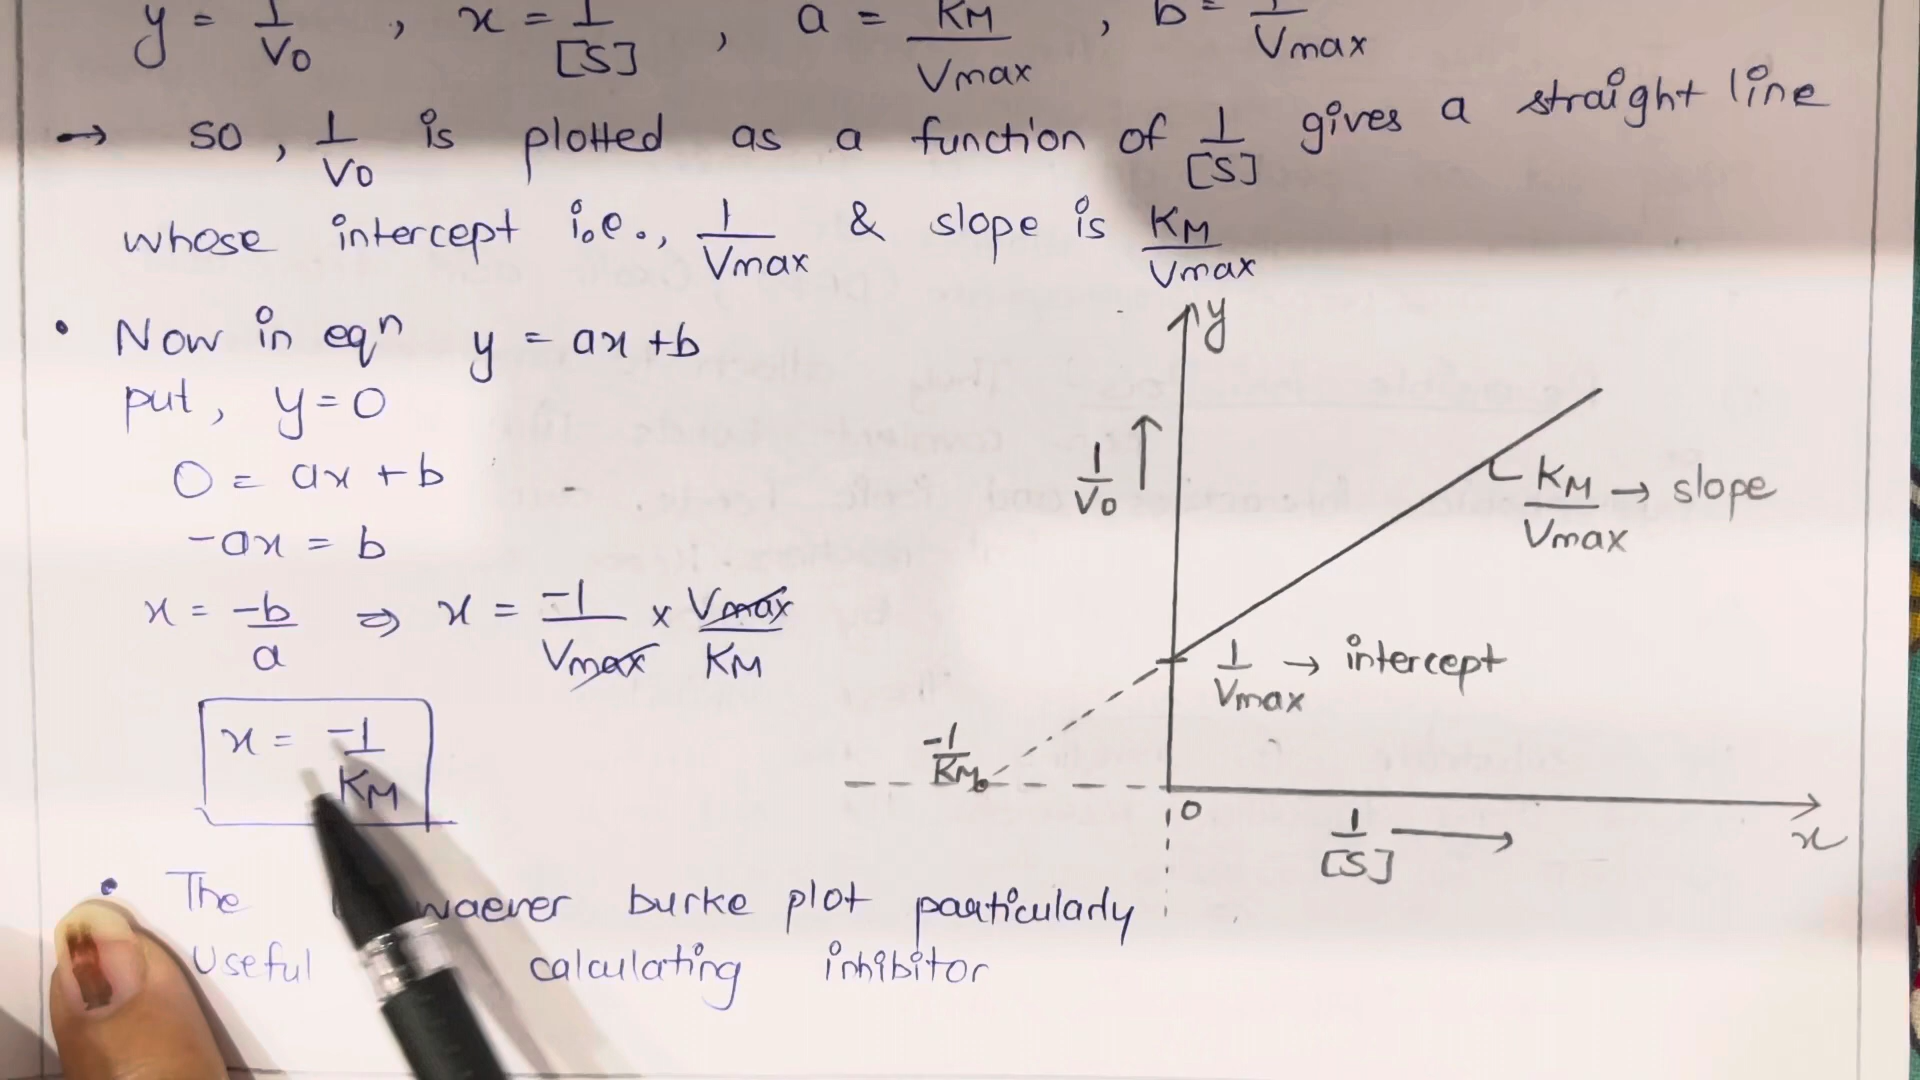 y = 1/V0 , x = 1/[S] , a = KM/Vmax , b = 1/Vmax
→ so , 1/V0 is plotted as a function of 1/[S] gives a straight line
whose intercept i.e., 1/Vmax & slope is KM/Vmax
• Now in eqn y = ax+b
put, y=0
0 = ax + b
-ax = b
x = -b/a ⇒ x = -1/Vmax x Vmax/KM
x = -1/KM
• The burke plot particularly
useful calculating inhibitor
y
1/V0 ↑
KM/Vmax → slope
1/Vmax → intercept
-1/KM
0
x
1/[S] →